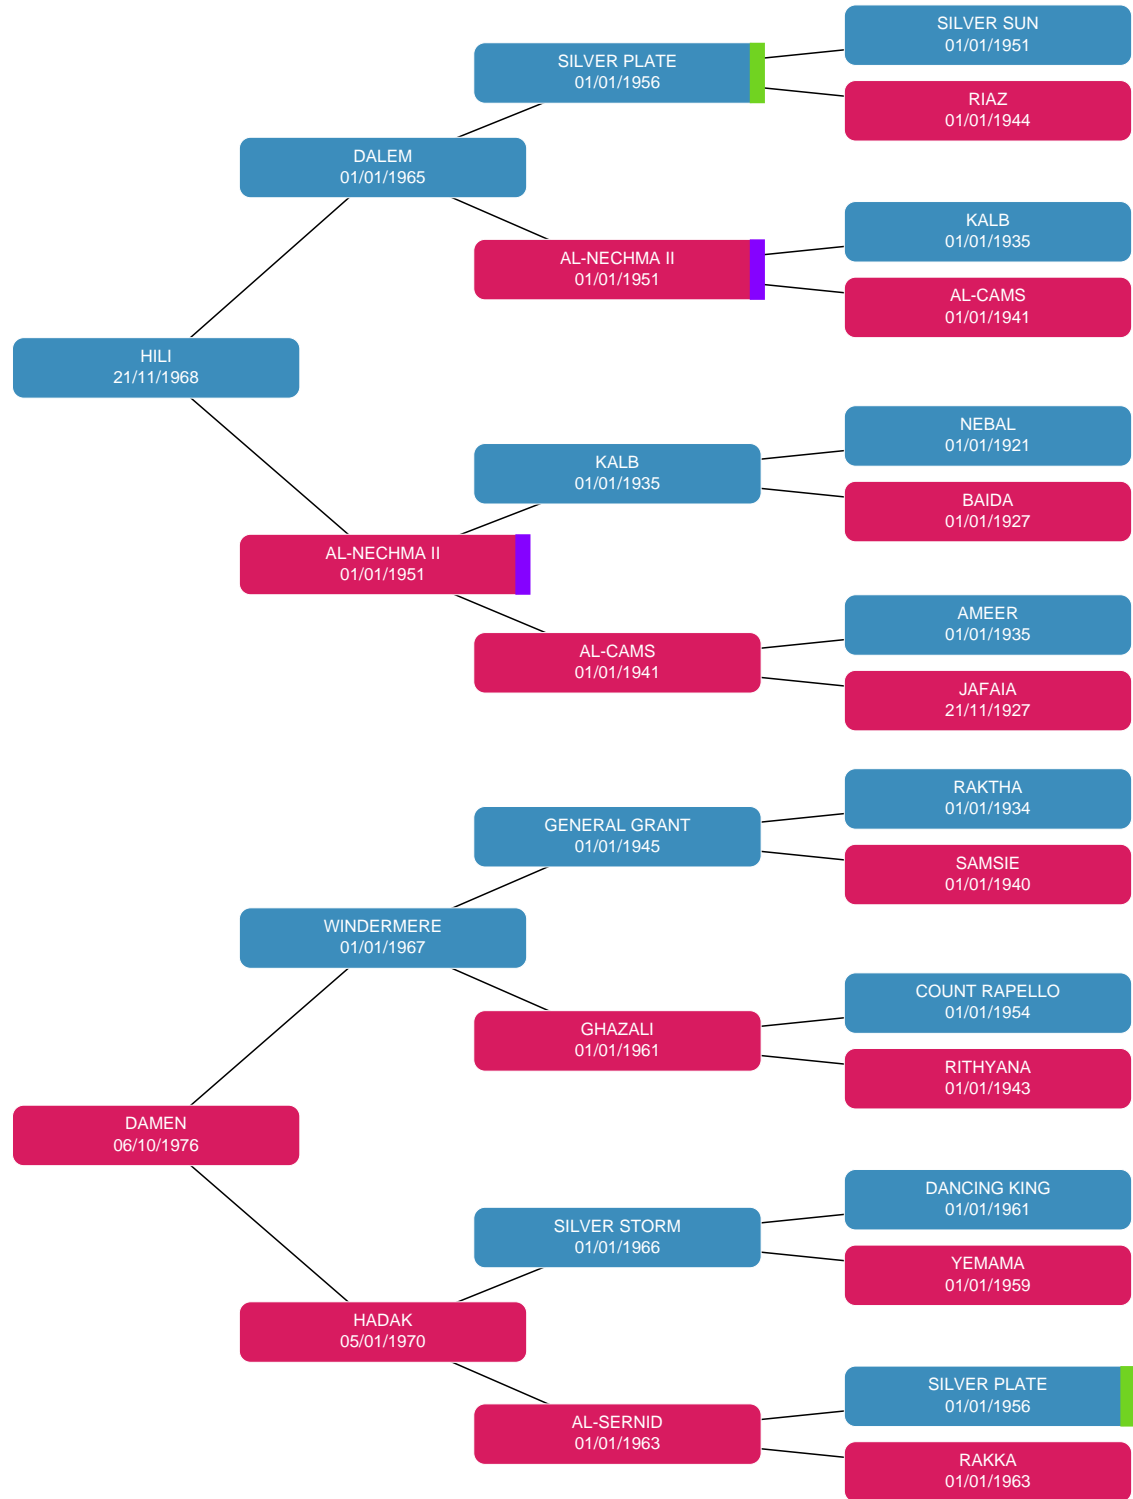 SILVER SUN
01/01/1951
SILVER PLATE
01/01/1956
RIAZ
01/01/1944
DALEM
01/01/1965
KALB
01/01/1935
AL-NECHMA II
01/01/1951
AL-CAMS
01/01/1941
HILI
21/11/1968
NEBAL
01/01/1921
KALB
01/01/1935
BAIDA
01/01/1927
AL-NECHMA II
01/01/1951
AMEER
01/01/1935
AL-CAMS
01/01/1941
JAFAIA
21/11/1927
RAKTHA
01/01/1934
GENERAL GRANT
01/01/1945
SAMSIE
01/01/1940
WINDERMERE
01/01/1967
COUNT RAPELLO
01/01/1954
GHAZALI
01/01/1961
RITHYANA
01/01/1943
DAMEN
06/10/1976
DANCING KING
01/01/1961
SILVER STORM
01/01/1966
YEMAMA
01/01/1959
HADAK
05/01/1970
SILVER PLATE
01/01/1956
AL-SERNID
01/01/1963
RAKKA
01/01/1963